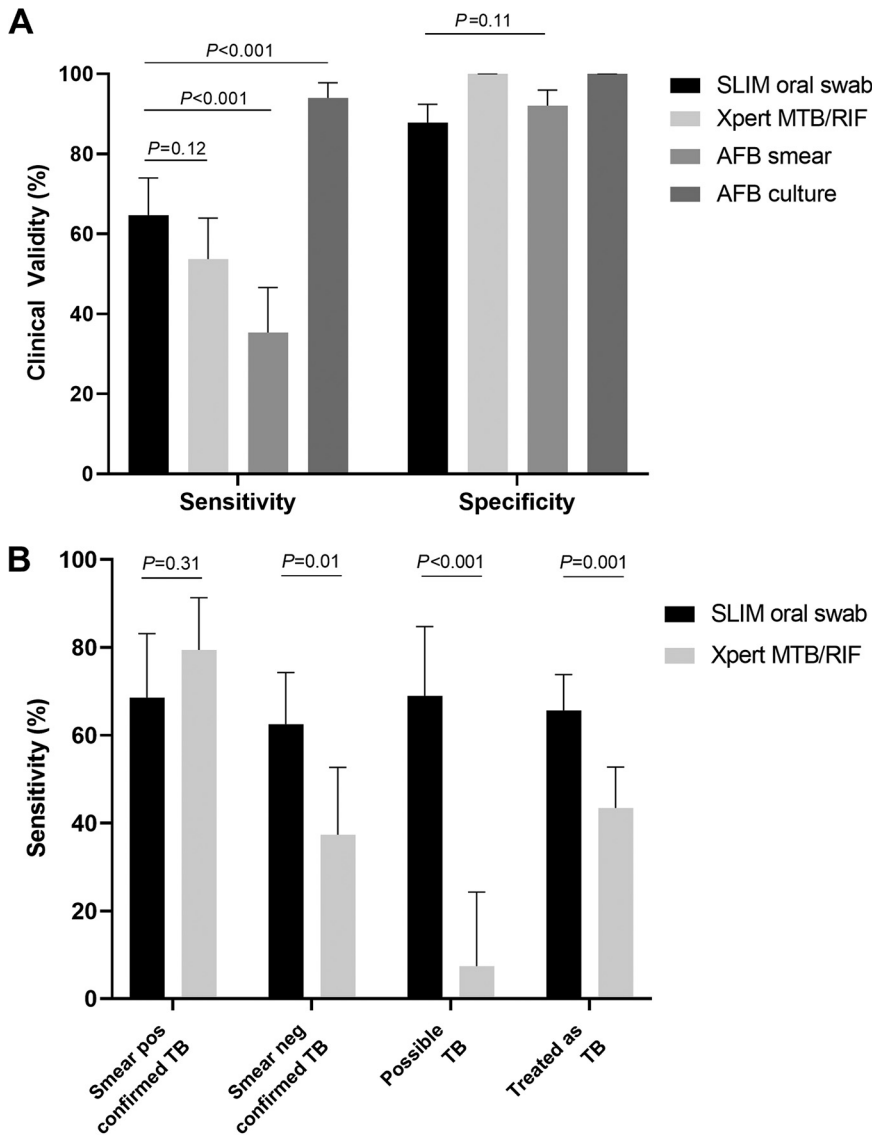 A
P<0.001
P=0.11
P<0.001
P=0.12
100
80
60
40
20
0
Clinical Validity (%)
Sensitivity
Specificity
SLIM oral swab
Xpert MTB/RIF
AFB smear
AFB culture
B
P=0.31
P=0.01
P<0.001
P=0.001
100
80
60
40
20
0
Sensitivity (%)
Smear pos
confirmed TB
Smear neg
confirmed TB
Possible
TB
Treated as
TB
SLIM oral swab
Xpert MTB/RIF